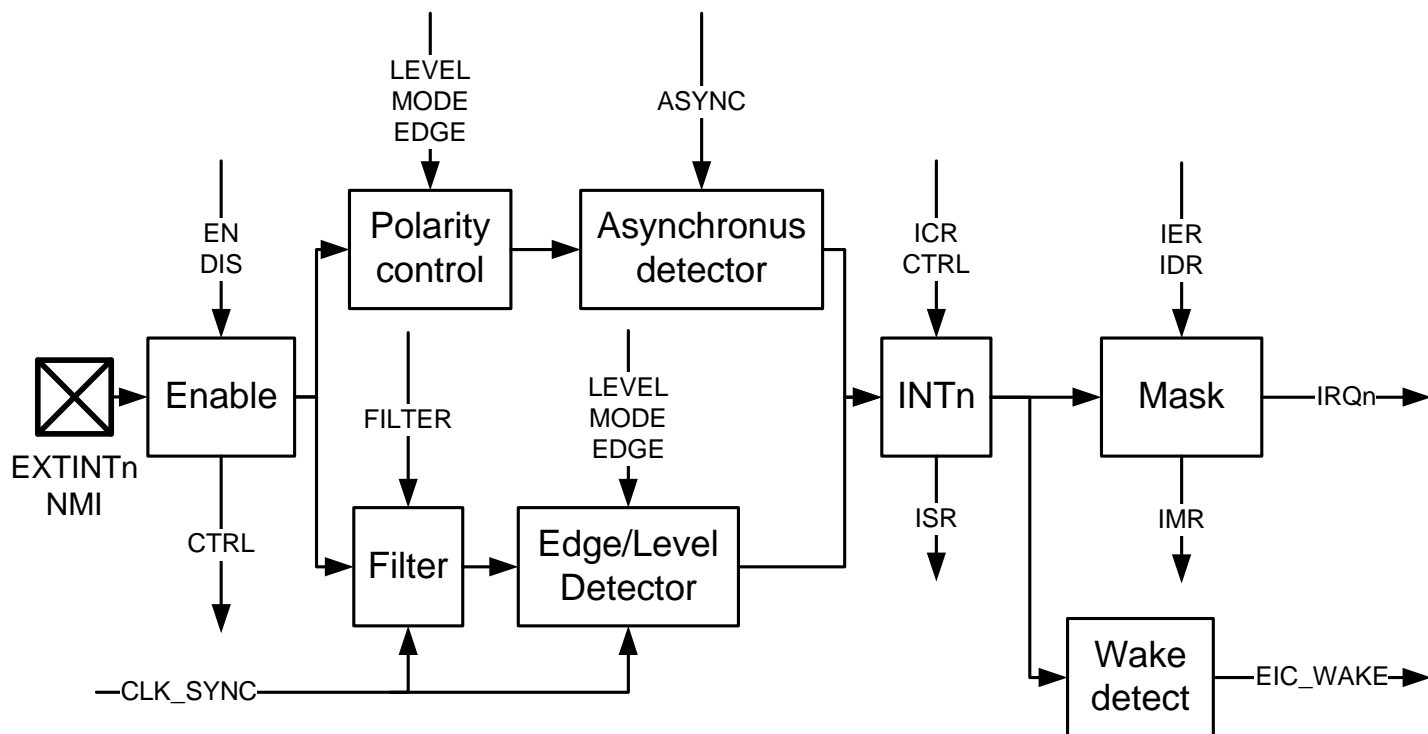 LEVEL
MODE
EDGE
ASYNC
EN
DIS
Polarity
control
Asynchronus
detector
ICR
CTRL
IER
IDR
Enable
FILTER
LEVEL
MODE
EDGE
INTn
Mask
IRQn
EXTINTn
NMI
CTRL
Filter
Edge/Level
Detector
ISR
IMR
CLK_SYNC
Wake
detect
EIC_WAKE